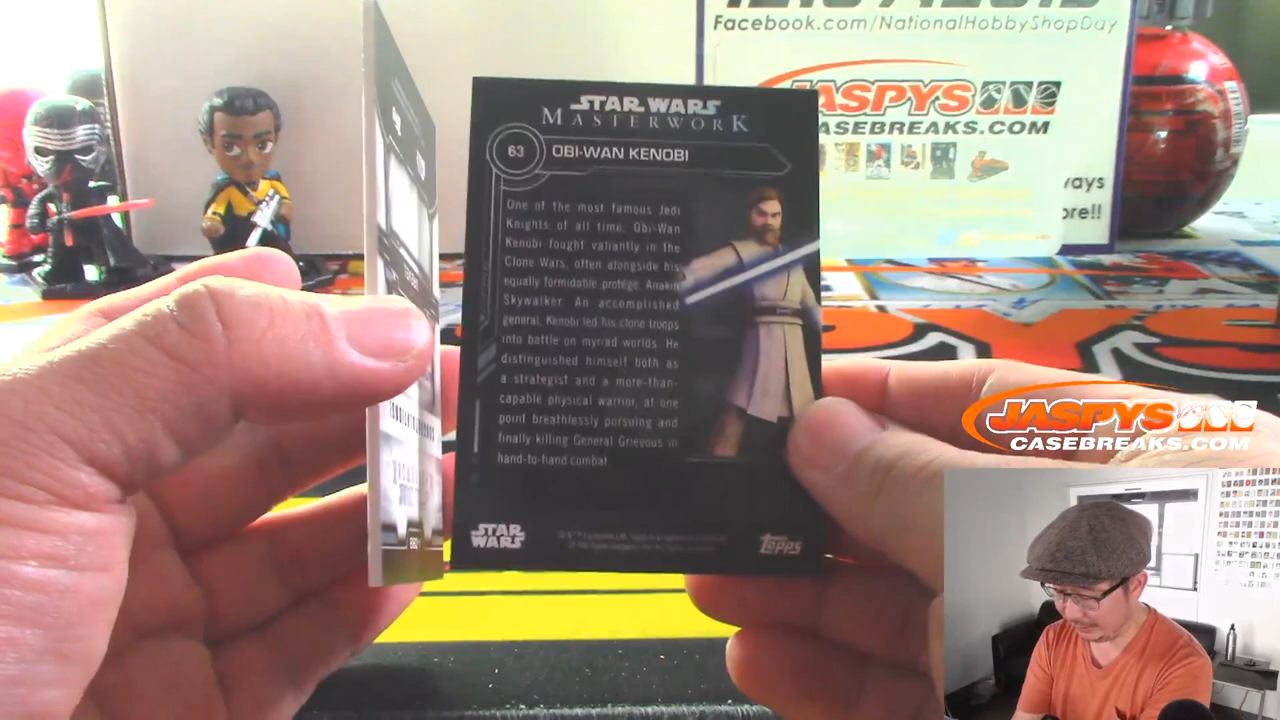 Facebook.com/NationalHobbyShopDay
JASPYS
CASEBREAKS.COM
ways
ore!!
STAR WARS
MASTERWORK
63
OBI-WAN KENOBI
One of the most famous Jedi
Knights of all time, Obi-Wan
Kenobi fought valiantly in the
Clone Wars, often alongside his
equally formidable protégé, Anakin
Skywalker. An accomplished
general, Kenobi led his clone troops
into battle on myriad worlds. He
distinguished himself both as
a strategist and a more-than-
capable physical warrior, at one
point breathlessly pursuing and
finally killing General Grievous in
hand-to-hand combat.
STAR
WARS
Topps
PYS
JASPYS
CASEBREAKS.COM